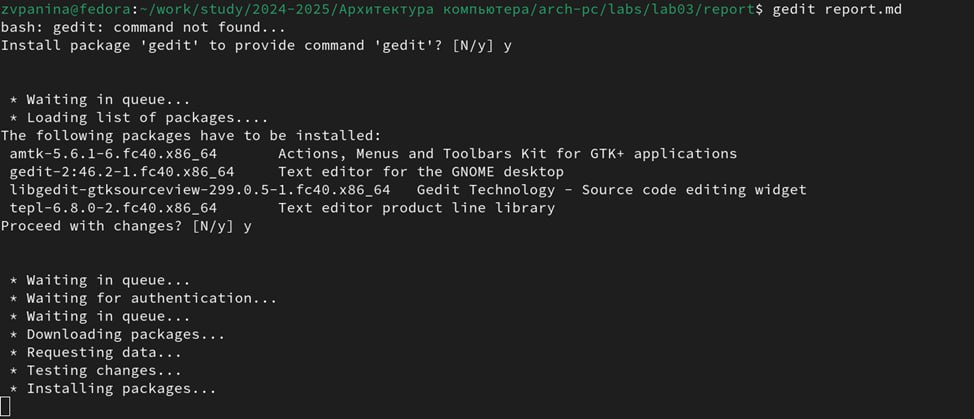 zvpanina@fedora:~/work/study/2024-2025/Архитектура компьютера/arch-pc/labs/lab03/report$ gedit report.md
bash: gedit: command not found...
Install package 'gedit' to provide command 'gedit'? [N/y] y
* Waiting in queue...
* Loading list of packages....
The following packages have to be installed:
amtk-5.6.1-6.fc40.x86_64 Actions, Menus and Toolbars Kit for GTK+ applications
gedit-2:46.2-1.fc40.x86_64 Text editor for the GNOME desktop
libgedit-gtksourceview-299.0.5-1.fc40.x86_64 Gedit Technology - Source code editing widget
tepl-6.8.0-2.fc40.x86_64 Text editor product line library
Proceed with changes? [N/y] y
* Waiting in queue...
* Waiting for authentication...
* Waiting in queue...
* Downloading packages...
* Requesting data...
* Testing changes...
* Installing packages...